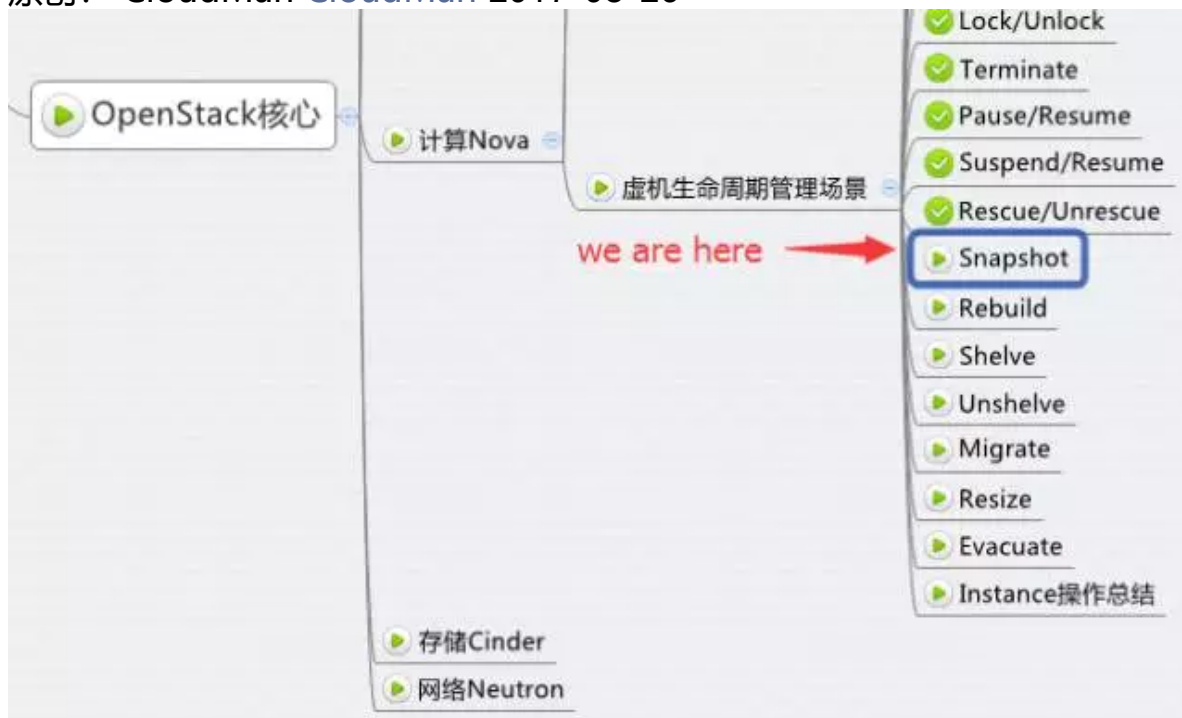 Lock/Unlock
Terminate
OpenStack核心
Pause/Resume
计算Nova
Suspend/Resume
虚机生命周期管理场景
Rescue/Unrescue
we are here
Snapshot
Rebuild
Shelve
Unshelve
Migrate
Resize
Evacuate
Instance操作总结
存储Cinder
网络Neutron